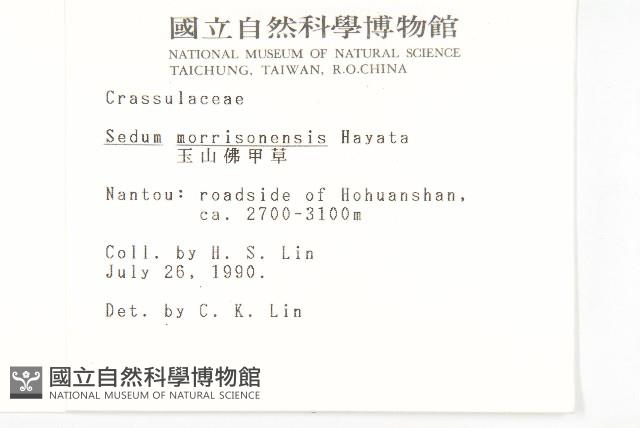 國立自然科學博物館
NATIONAL MUSEUM OF NATURAL SCIENCE
TAICHUNG, TAIWAN, R.O.CHINA
Crassulaceae
Sedum morrisonensis Hayata
玉山佛甲草
Nantou: roadside of Hohuanshan,
ca. 2700-3100m
Coll. by H. S. Lin
July 26, 1990.
Det. by C. K. Lin
國立自然科學博物館
NATIONAL MUSEUM OF NATURAL SCIENCE